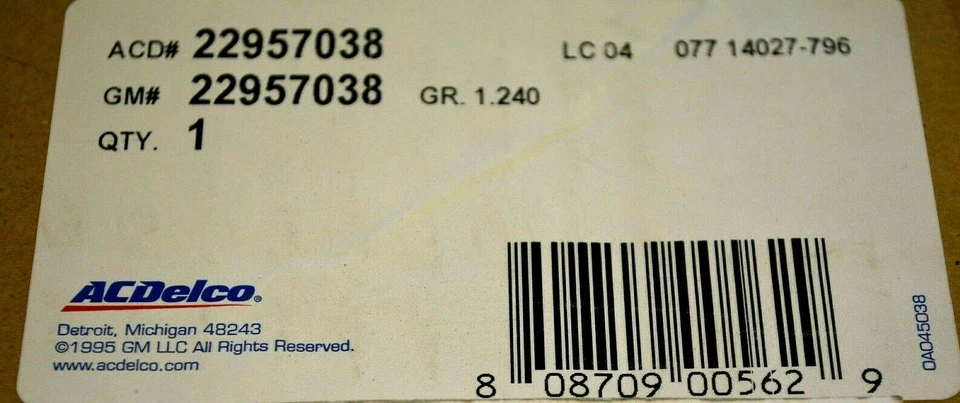 ACD# 22957038 LC 04 077 14027-796
GM# 22957038 GR. 1.240
QTY. 1
ACDelco®
Detroit, Michigan 48243
©1995 GM LLC All Rights Reserved.
www.acdelco.com
8 08709 00562 9
0A045038